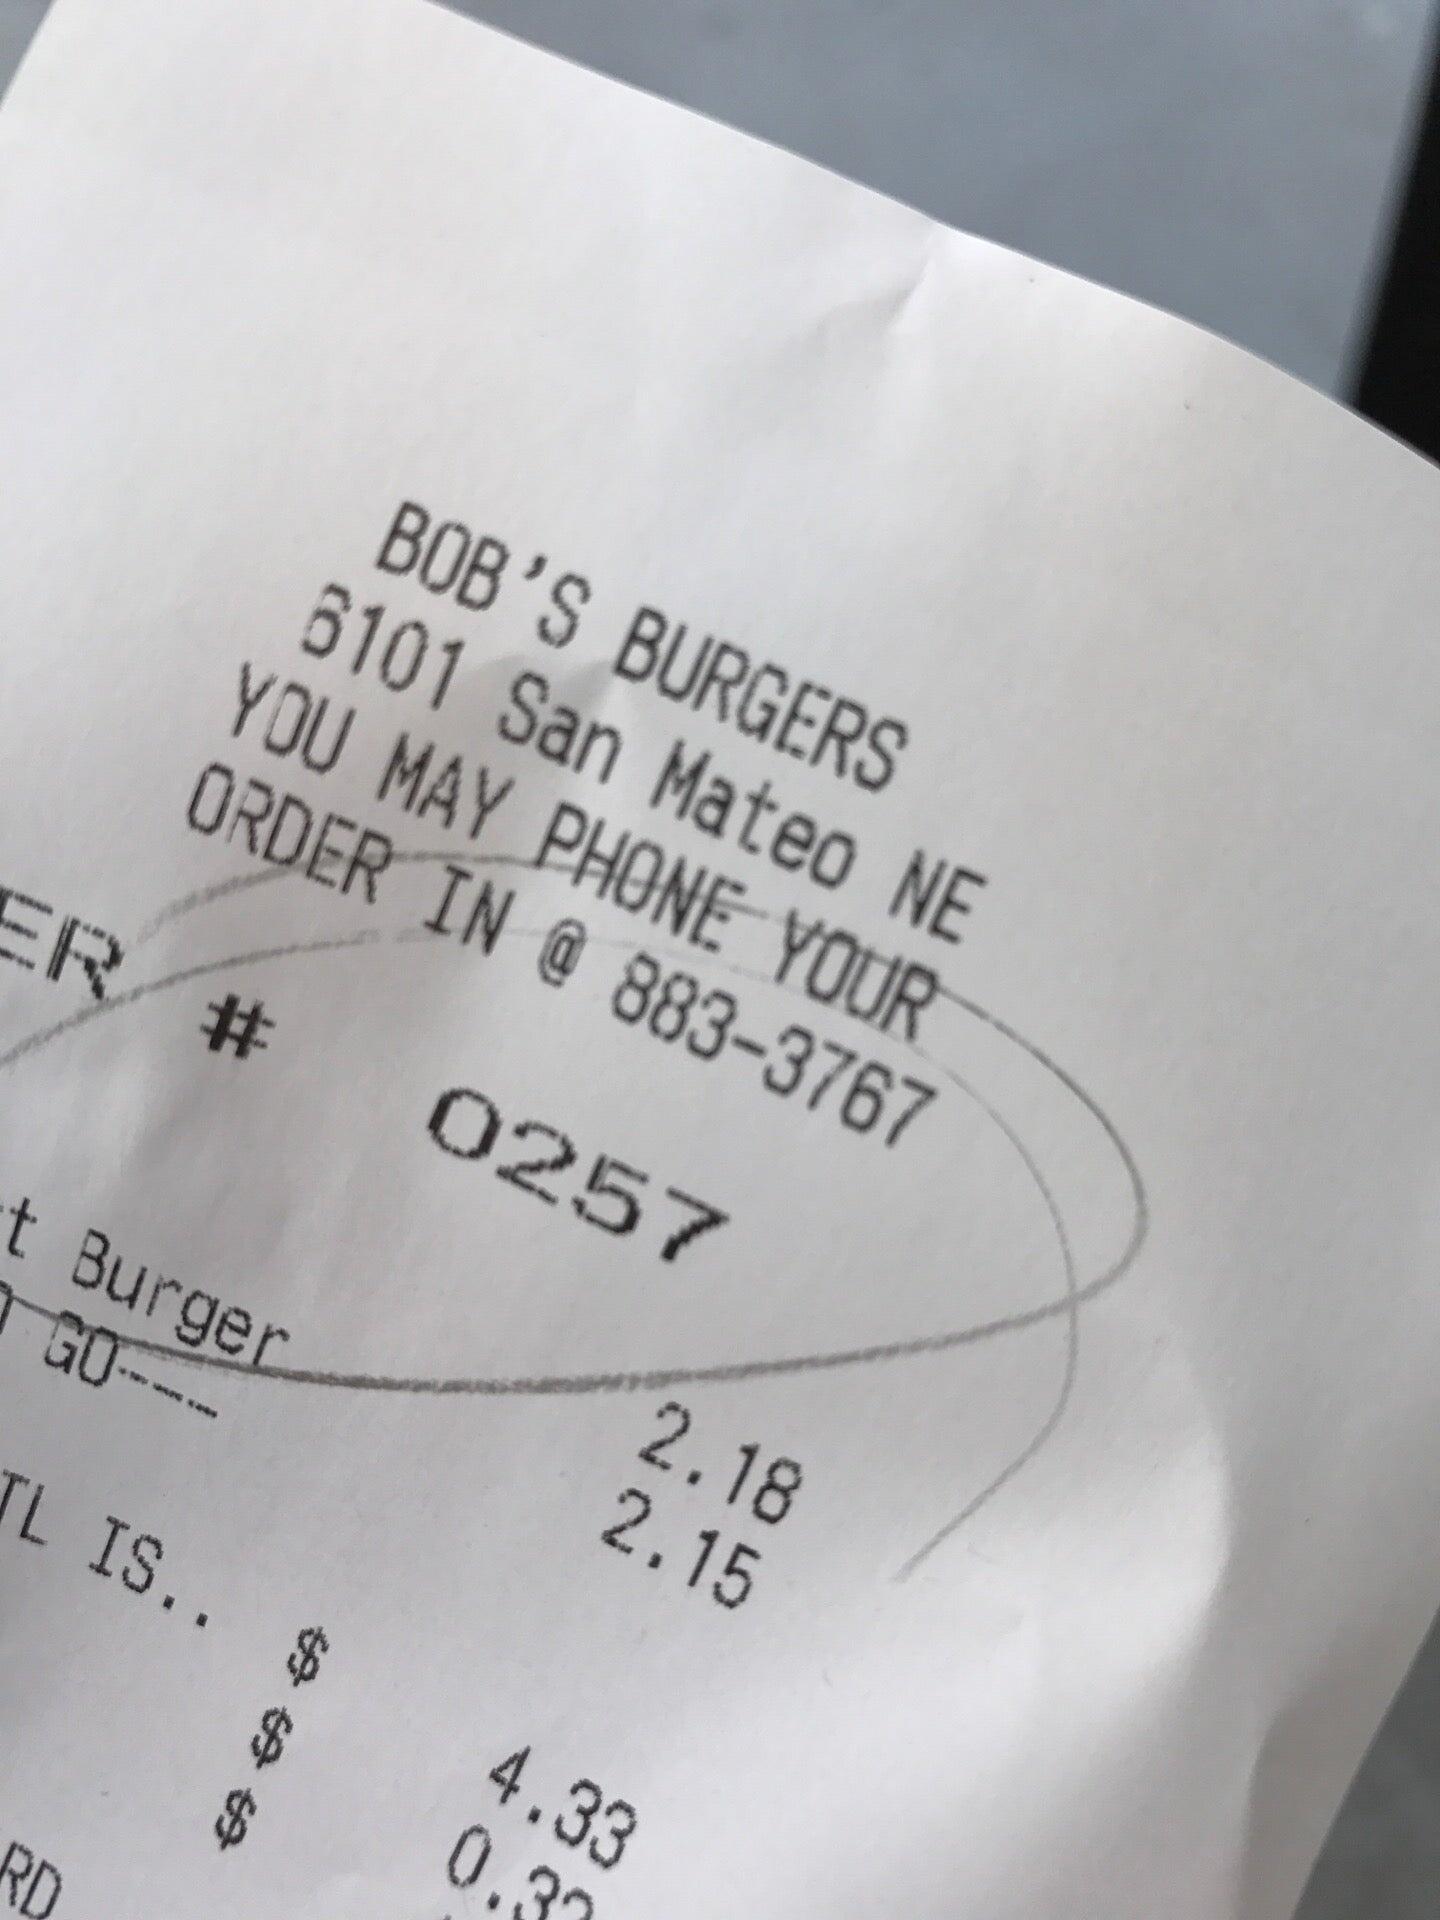 BOB'S BURGERS
6101 San Mateo NE
YOU MAY PHONE YOUR
ORDER IN @ 883-3767
# 0257
Burger 2.18
GO---- 2.15
IS..
$ 4.33
$
$